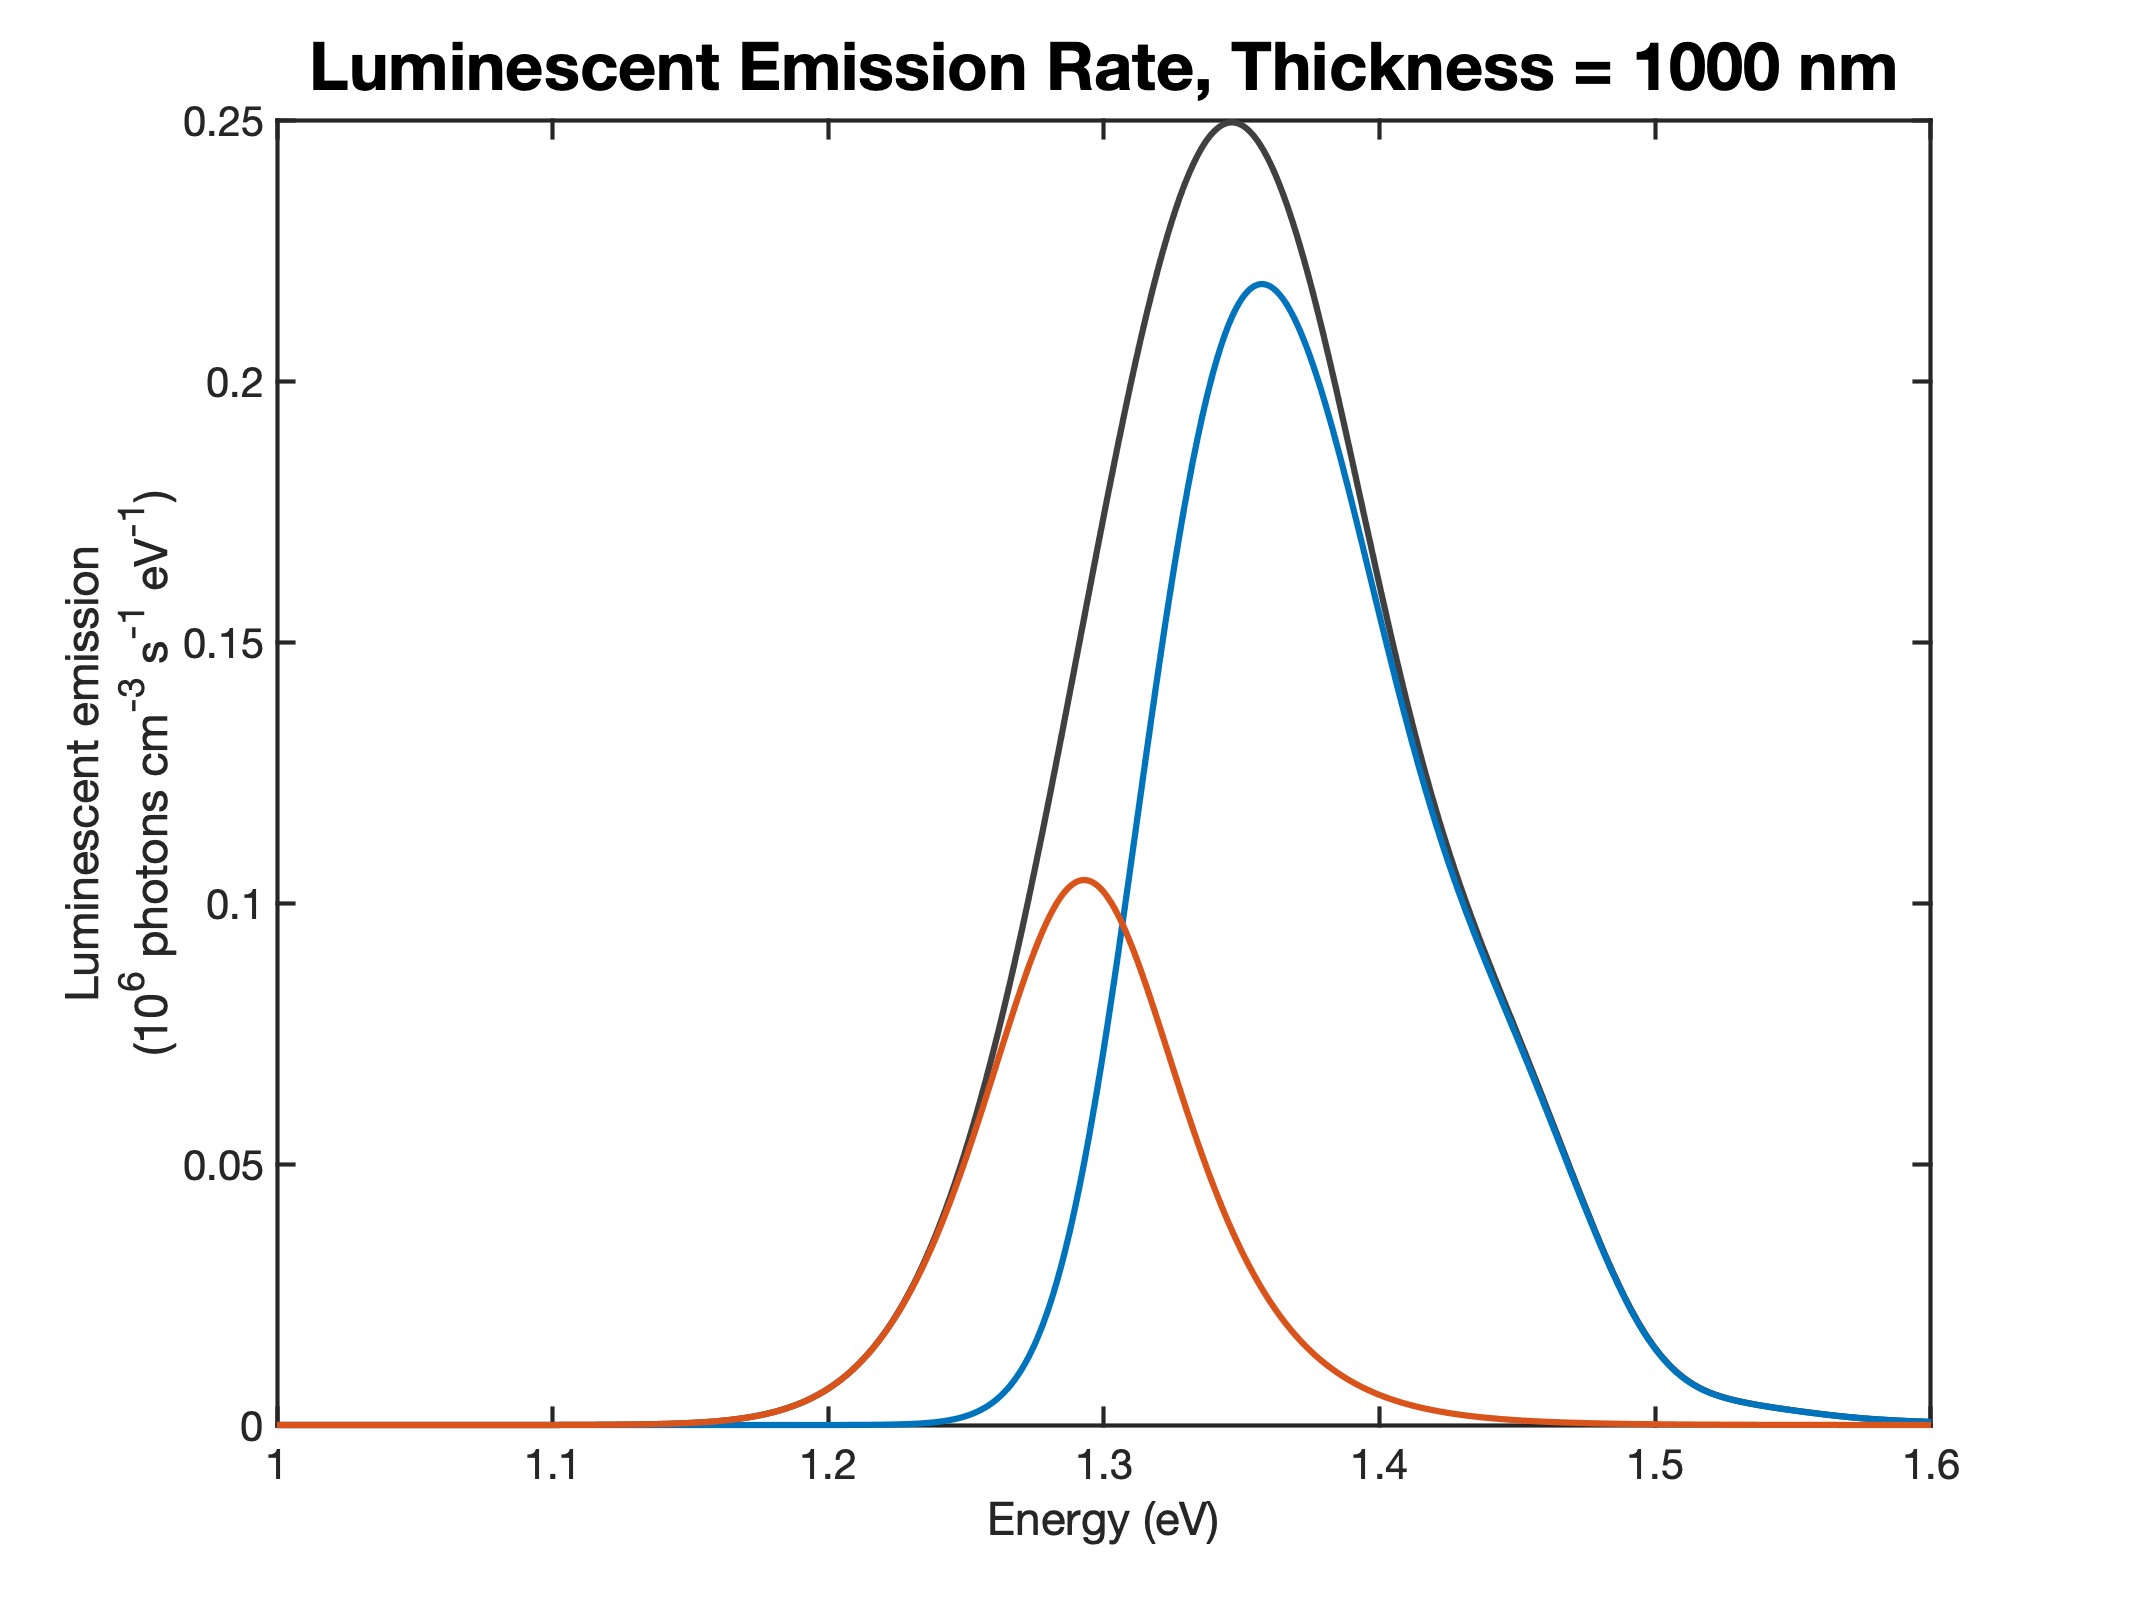 Luminescent Emission Rate, Thickness = 1000 nm
Luminescent emission
(10^6 photons cm^-3 s^-1 eV^-1)
0.25
0.2
0.15
0.1
0.05
0
1 1.1 1.2 1.3 1.4 1.5 1.6
Energy (eV)